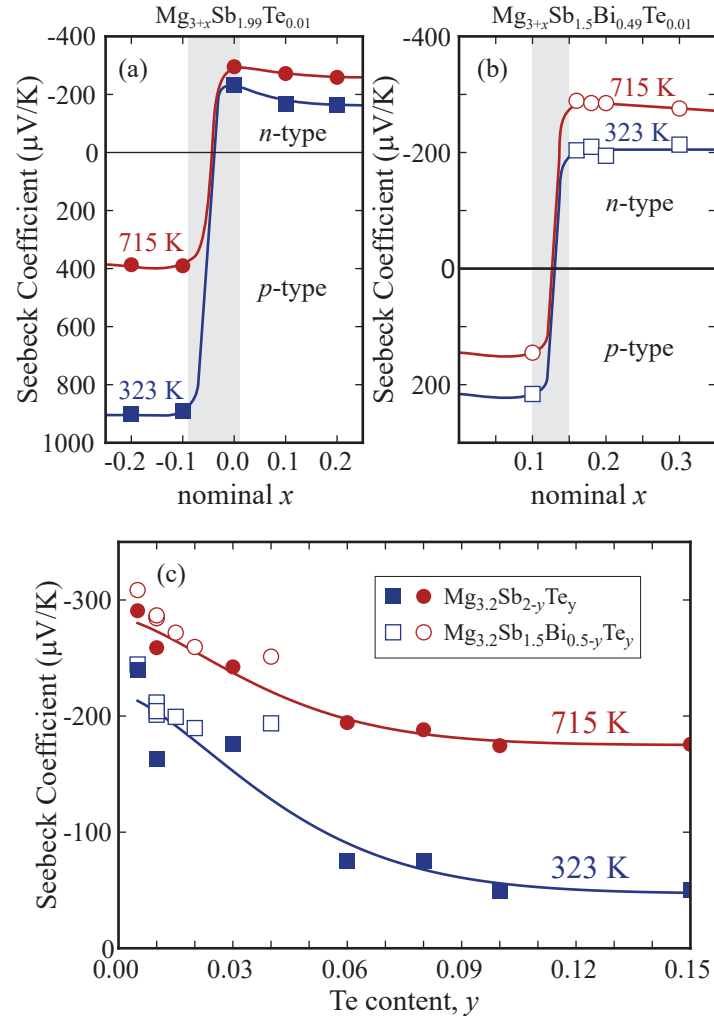 Mg3+xSb1.99Te0.01
Mg3+xSb1.5Bi0.49Te0.01
(a)
-400
-200
0
200
400
600
800
1000
Seebeck Coefficient (μV/K)
n-type
715 K
p-type
323 K
-0.2
-0.1
0.0
0.1
0.2
nominal x
(b)
-400
-200
0
200
Seebeck Coefficient (μV/K)
715 K
323 K
n-type
p-type
0.1
0.2
0.3
nominal x
(c)
-300
-200
-100
0
Seebeck Coefficient (μV/K)
Mg3.2Sb2-yTey
Mg3.2Sb1.5Bi0.5-yTey
715 K
323 K
0.00
0.03
0.06
0.09
0.12
0.15
Te content, y